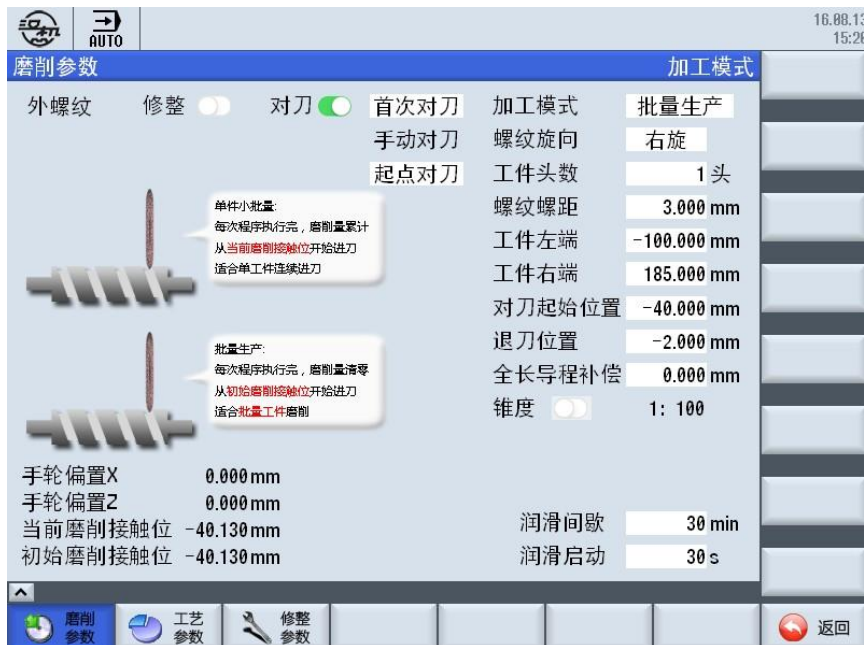 汉机
AUTO
16.08.13
15:26
磨削参数 加工模式
外螺纹 修整 对刀 首次对刀 加工模式 批量生产
手动对刀 螺纹旋向 右旋
起点对刀 工件头数 1 头
螺纹螺距 3.000 mm
工件左端 -100.000 mm
工件右端 185.000 mm
对刀起始位置 -40.000 mm
退刀位置 -2.000 mm
全长导程补偿 0.000 mm
锥度 1: 100
单件小批量:
每次程序执行完，磨削量累计
从当前磨削接触位开始进刀
适合单工件连续进刀
批量生产:
每次程序执行完，磨削量清零
从初始磨削接触位开始进刀
适合批量工件磨削
手轮偏置X 0.000 mm
手轮偏置Z 0.000 mm
当前磨削接触位 -40.130 mm
初始磨削接触位 -40.130 mm
润滑间歇 30 min
润滑启动 30 s
磨削
参数
工艺
参数
修整
参数
返回